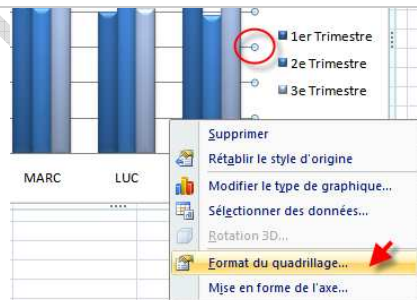 1er Trimestre
2e Trimestre
3e Trimestre
MARC
LUC
Supprimer
Rétablir le style d'origine
Modifier le type de graphique...
Sélectionner des données...
Rotation 3D...
Format du quadrillage...
Mise en forme de l'axe...